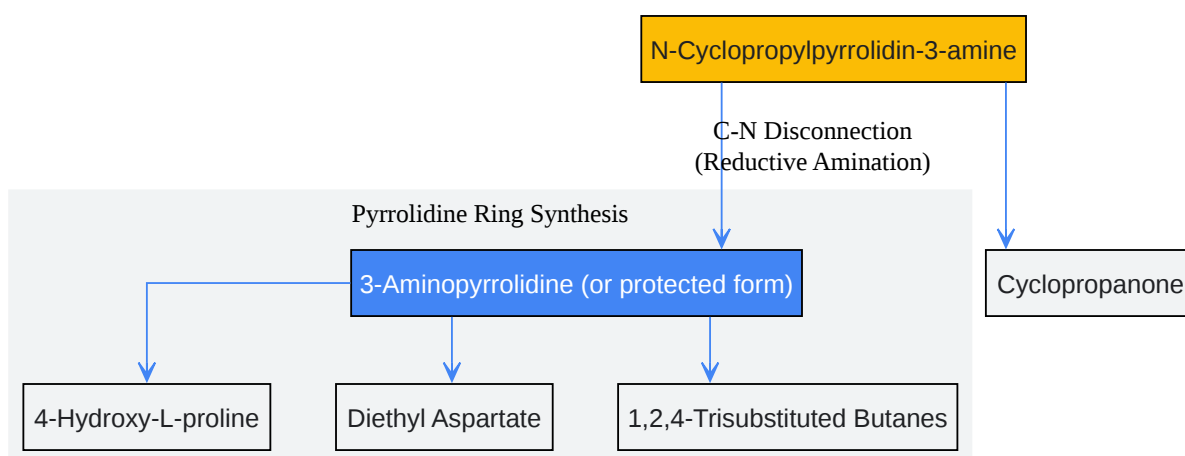 N-Cyclopropylpyrrolidin-3-amine
C-N Disconnection
(Reductive Amination)
Pyrrolidine Ring Synthesis
3-Aminopyrrolidine (or protected form)
Cyclopropanone
4-Hydroxy-L-proline
Diethyl Aspartate
1,2,4-Trisubstituted Butanes